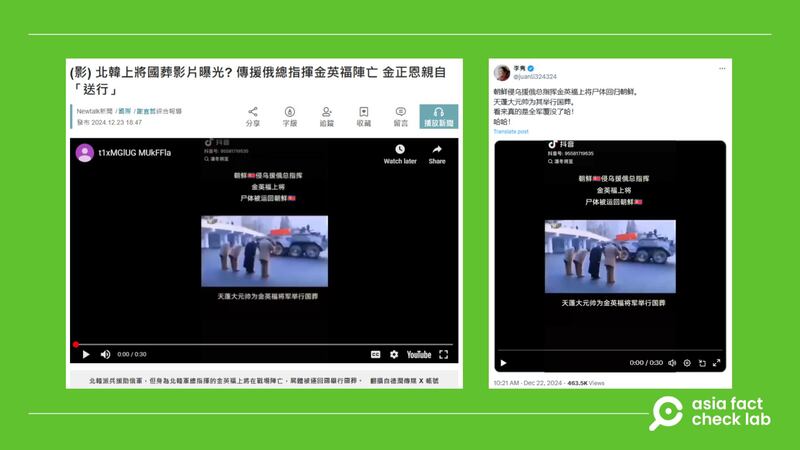 (影) 北韓上將國葬影片曝光? 傳援俄總指揮金英福陣亡 金正恩親自
「送行」
Newtalk新聞 / 國際 / 謝宜哲綜合報導
發布 2024.12.23 18:47
分享
字級
追蹤
收藏
留言
播放新聞
t1xMGlUG MUkFFla
Watch later
Share
抖音
抖音号: 95581719535
朝鲜🇰🇵侵乌援俄总指挥
金英福上将
尸体被运回朝鲜🇰🇵
天蓬大元帅为金英福将军举行国葬
0:00 / 0:30
CC
YouTube
北韓派兵援助俄軍,但身為北韓軍總指揮的金英福上將在戰場陣亡,屍體被運回國舉行國葬。 翻攝自德潤傳媒 X 帳號
李隽
@juanli324324
朝鮮侵乌援俄总指挥金英福上将尸体回归朝鲜。
天蓬大元帅为其举行国葬。
看来真的是全军覆没了哈!
哈哈!
Translate post
抖音
抖音号: 95581719535
朝鲜🇰🇵侵乌援俄总指挥
金英福上将
尸体被运回朝鲜🇰🇵
天蓬大元帅为金英福将军举行国葬
0:00 / 0:30
10:21 AM · Dec 22, 2024 · 463.5K Views
asia fact
check lab